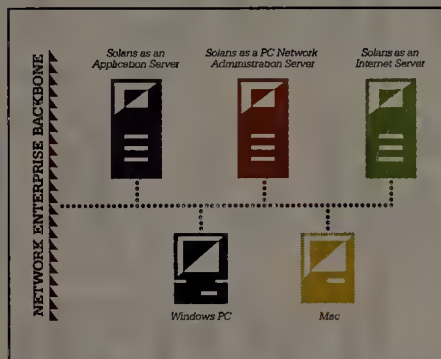 Solaris as an
Application Server
Solaris as a PC Network
Administration Server
Solaris as an
Internet Server
NETWORK ENTERPRISE BACKBONE
Windows PC
Mac